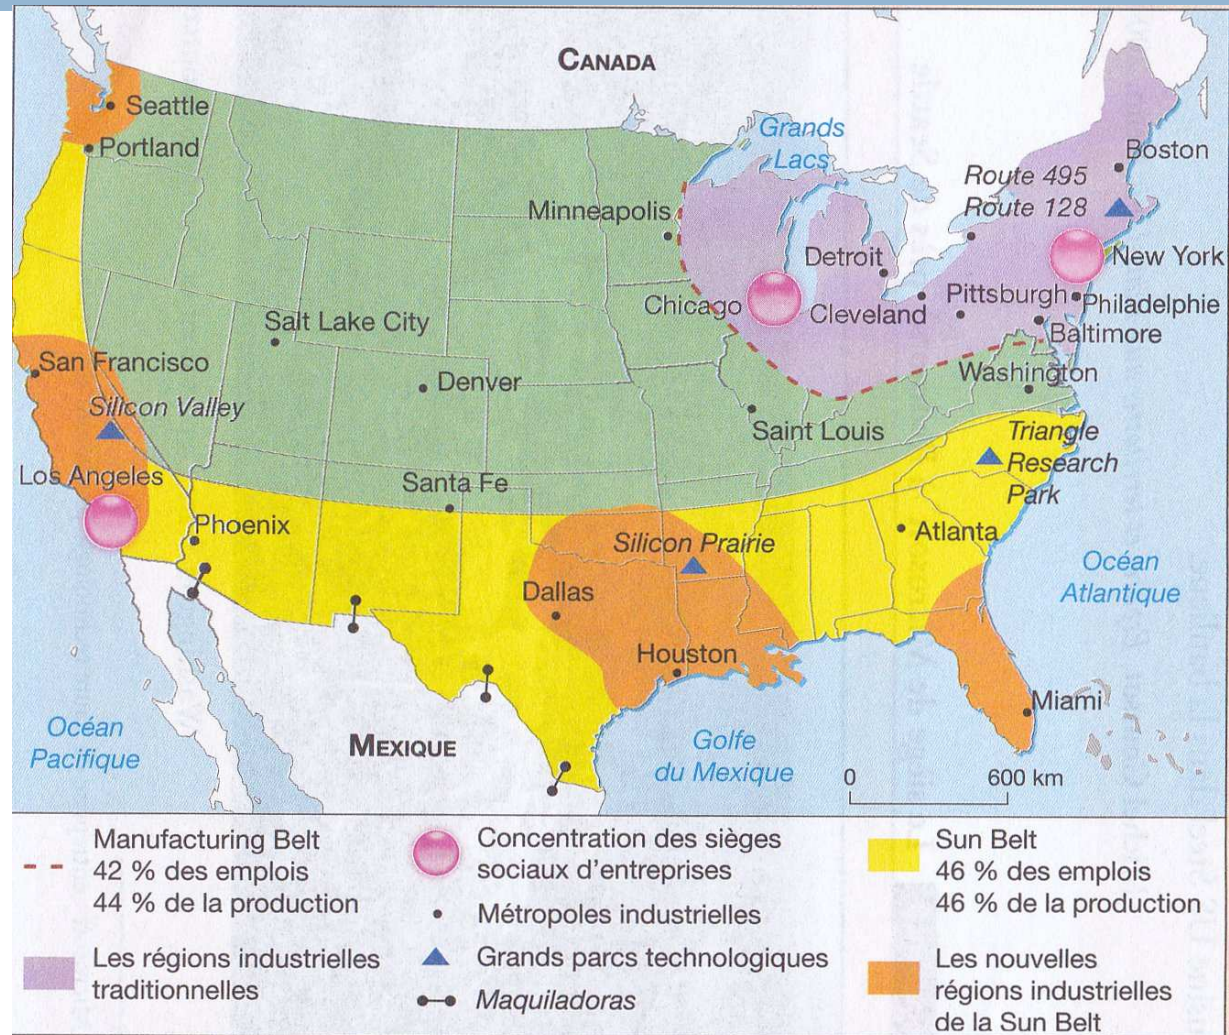 CANADA
Seattle
Portland
Grands
Lacs
Boston
Route 495
Route 128
Minneapolis
Detroit
New York
Chicago
Cleveland
Pittsburgh
Philadelphie
Baltimore
Salt Lake City
San Francisco
Denver
Washington
Silicon Valley
Saint Louis
Triangle
Research
Park
Los Angeles
Santa Fe
Phoenix
Silicon Prairie
Atlanta
Océan
Atlantique
Dallas
Houston
Miami
Océan
Pacifique
MEXIQUE
Golfe
du Mexique
0 600 km
Manufacturing Belt
42 % des emplois
44 % de la production
Les régions industrielles
traditionnelles
Concentration des sièges
sociaux d'entreprises
Métropoles industrielles
Grands parcs technologiques
Maquiladoras
Sun Belt
46 % des emplois
46 % de la production
Les nouvelles
régions industrielles
de la Sun Belt